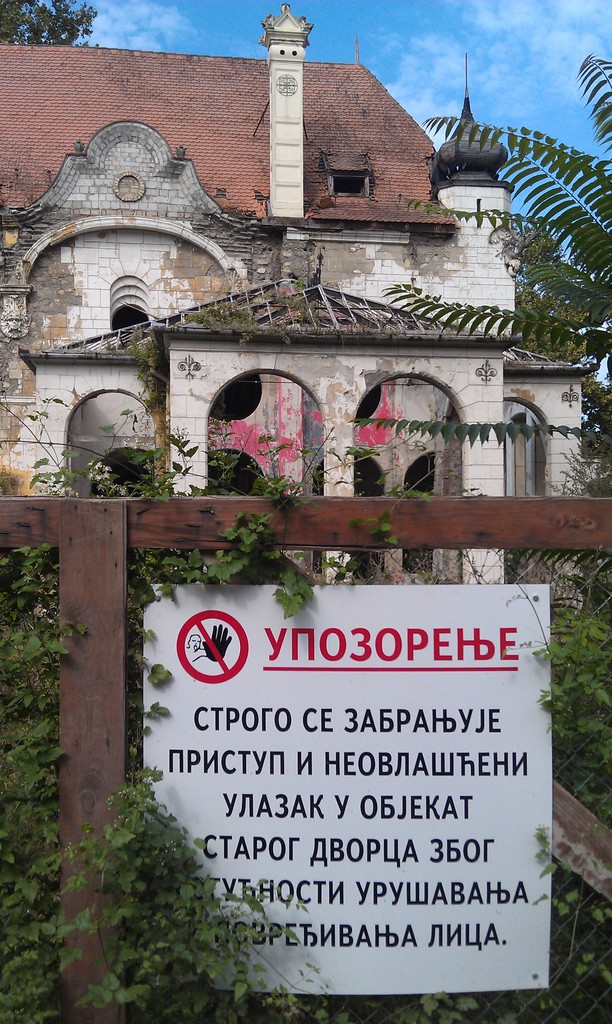 УПОЗОРЕЊЕ
СТРОГО СЕ ЗАБРАЊУЈЕ
ПРИСТУП И НЕОВЛАШЋЕНИ
УЛАЗАК У ОБЈЕКАТ
СТАРОГ ДВОРЦА ЗБОГ
УРУШАВАЊА
ЛИЦА.